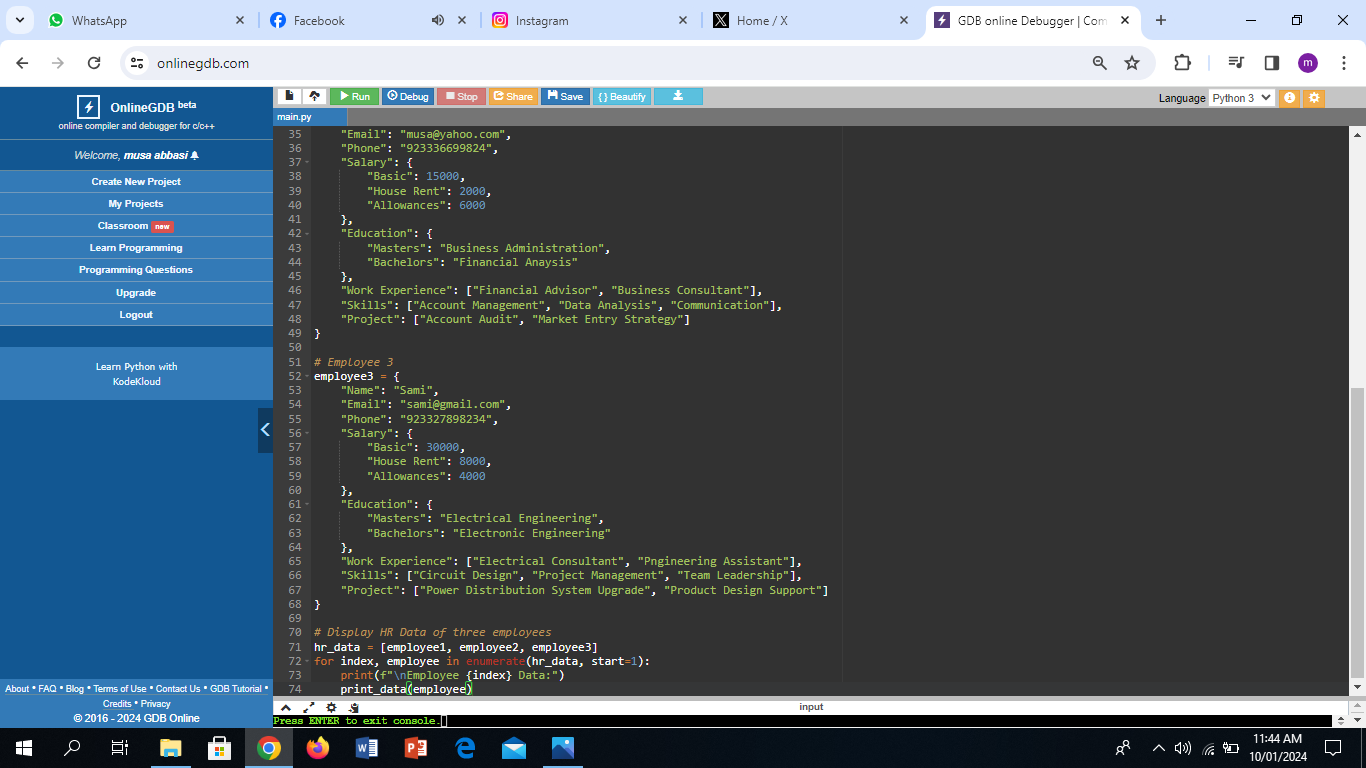 WhatsApp
Facebook
Instagram
Home / X
GDB online Debugger | Com
onlinegdb.com
m
OnlineGDB beta
online compiler and debugger for c/c++
Welcome, musa abbasi
Create New Project
My Projects
Classroom new
Learn Programming
Programming Questions
Upgrade
Logout
Learn Python with
KodeKloud
About • FAQ • Blog • Terms of Use • Contact Us • GDB Tutorial •
Credits • Privacy
© 2016 - 2024 GDB Online
Run Debug Stop Share Save { } Beautify
Language Python 3
main.py
35 "Email": "musa@yahoo.com",
36 "Phone": "923336699824",
37 "Salary": {
38 "Basic": 15000,
39 "House Rent": 2000,
40 "Allowances": 6000
41 },
42 "Education": {
43 "Masters": "Business Administration",
44 "Bachelors": "Financial Anaysis"
45 },
46 "Work Experience": ["Financial Advisor", "Business Consultant"],
47 "Skills": ["Account Management", "Data Analysis", "Communication"],
48 "Project": ["Account Audit", "Market Entry Strategy"]
49 }
50
51 # Employee 3
52 employee3 = {
53 "Name": "Sami",
54 "Email": "sami@gmail.com",
55 "Phone": "923327898234",
56 "Salary": {
57 "Basic": 30000,
58 "House Rent": 8000,
59 "Allowances": 4000
60 },
61 "Education": {
62 "Masters": "Electrical Engineering",
63 "Bachelors": "Electronic Engineering"
64 },
65 "Work Experience": ["Electrical Consultant", "Pngineering Assistant"],
66 "Skills": ["Circuit Design", "Project Management", "Team Leadership"],
67 "Project": ["Power Distribution System Upgrade", "Product Design Support"]
68 }
69
70 # Display HR Data of three employees
71 hr_data = [employee1, employee2, employee3]
72 for index, employee in enumerate(hr_data, start=1):
73 print(f"\nEmployee {index} Data:")
74 print_data(employee)
input
Press ENTER to exit console.
11:44 AM
10/01/2024